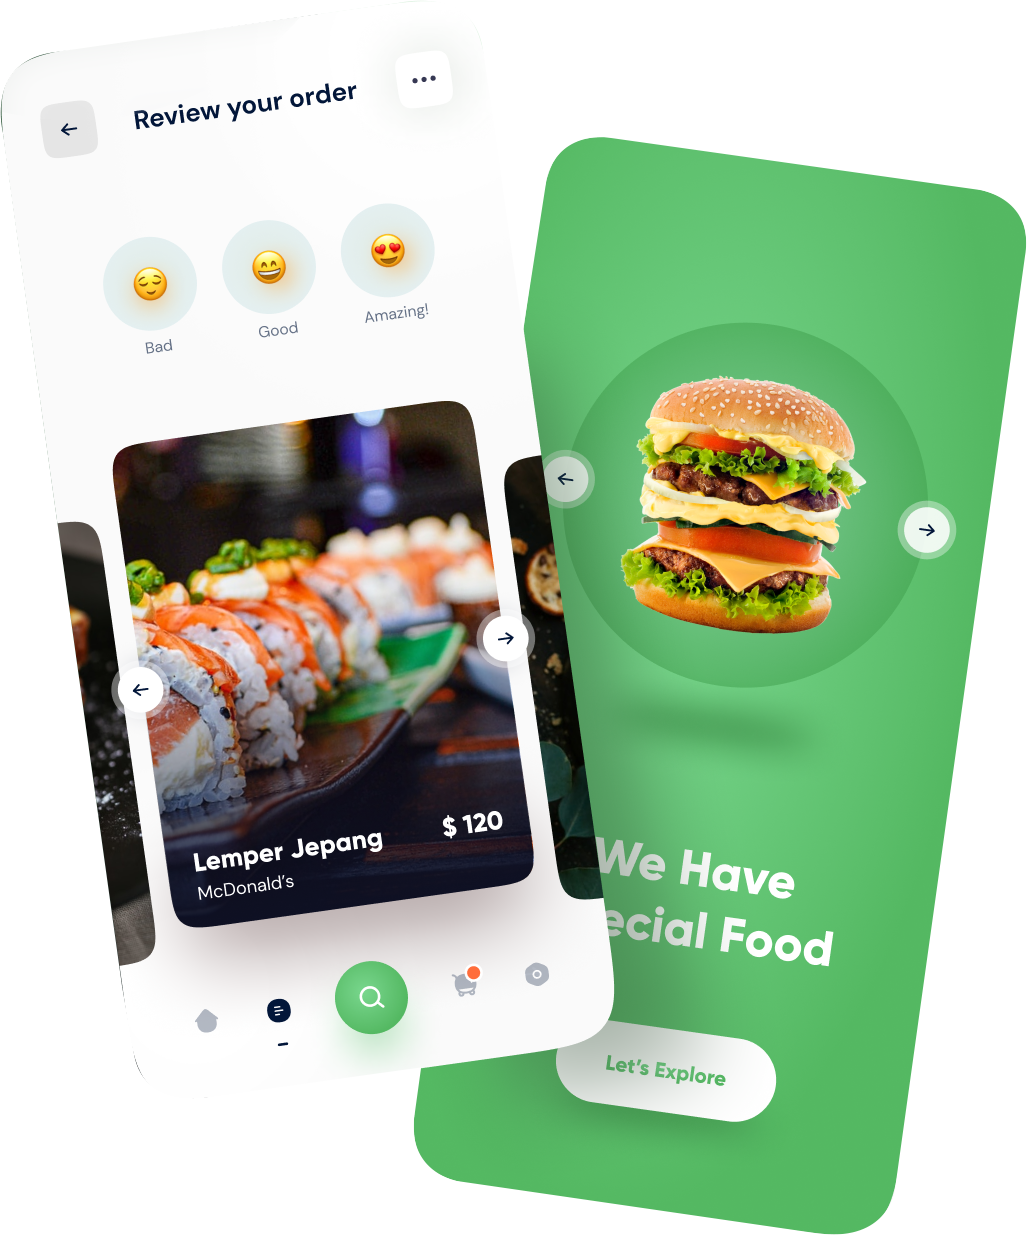 Review your order
Bad
Good
Amazing!
Lemper Jepang
$ 120
McDonald's
We Have
ecial Food
Let's Explore